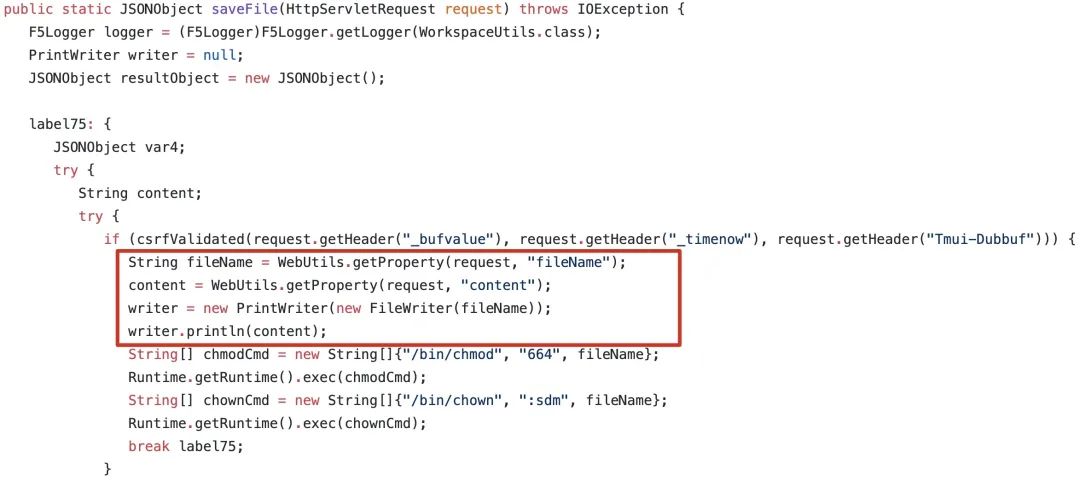 public static JSONObject saveFile(HttpServletRequest request) throws IOException {
F5Logger logger = (F5Logger)F5Logger.getLogger(WorkspaceUtils.class);
PrintWriter writer = null;
JSONObject resultObject = new JSONObject();
label75: {
JSONObject var4;
try {
String content;
try {
if (csrfValidated(request.getHeader("_bufvalue"), request.getHeader("_timenow"), request.getHeader("Tmui-Dubbuf"))) {
String fileName = WebUtils.getProperty(request, "fileName");
content = WebUtils.getProperty(request, "content");
writer = new PrintWriter(new FileWriter(fileName));
writer.println(content);
String[] chmodCmd = new String[]{"/bin/chmod", "664", fileName};
Runtime.getRuntime().exec(chmodCmd);
String[] chownCmd = new String[]{"/bin/chown", ":sdm", fileName};
Runtime.getRuntime().exec(chownCmd);
break label75;
}